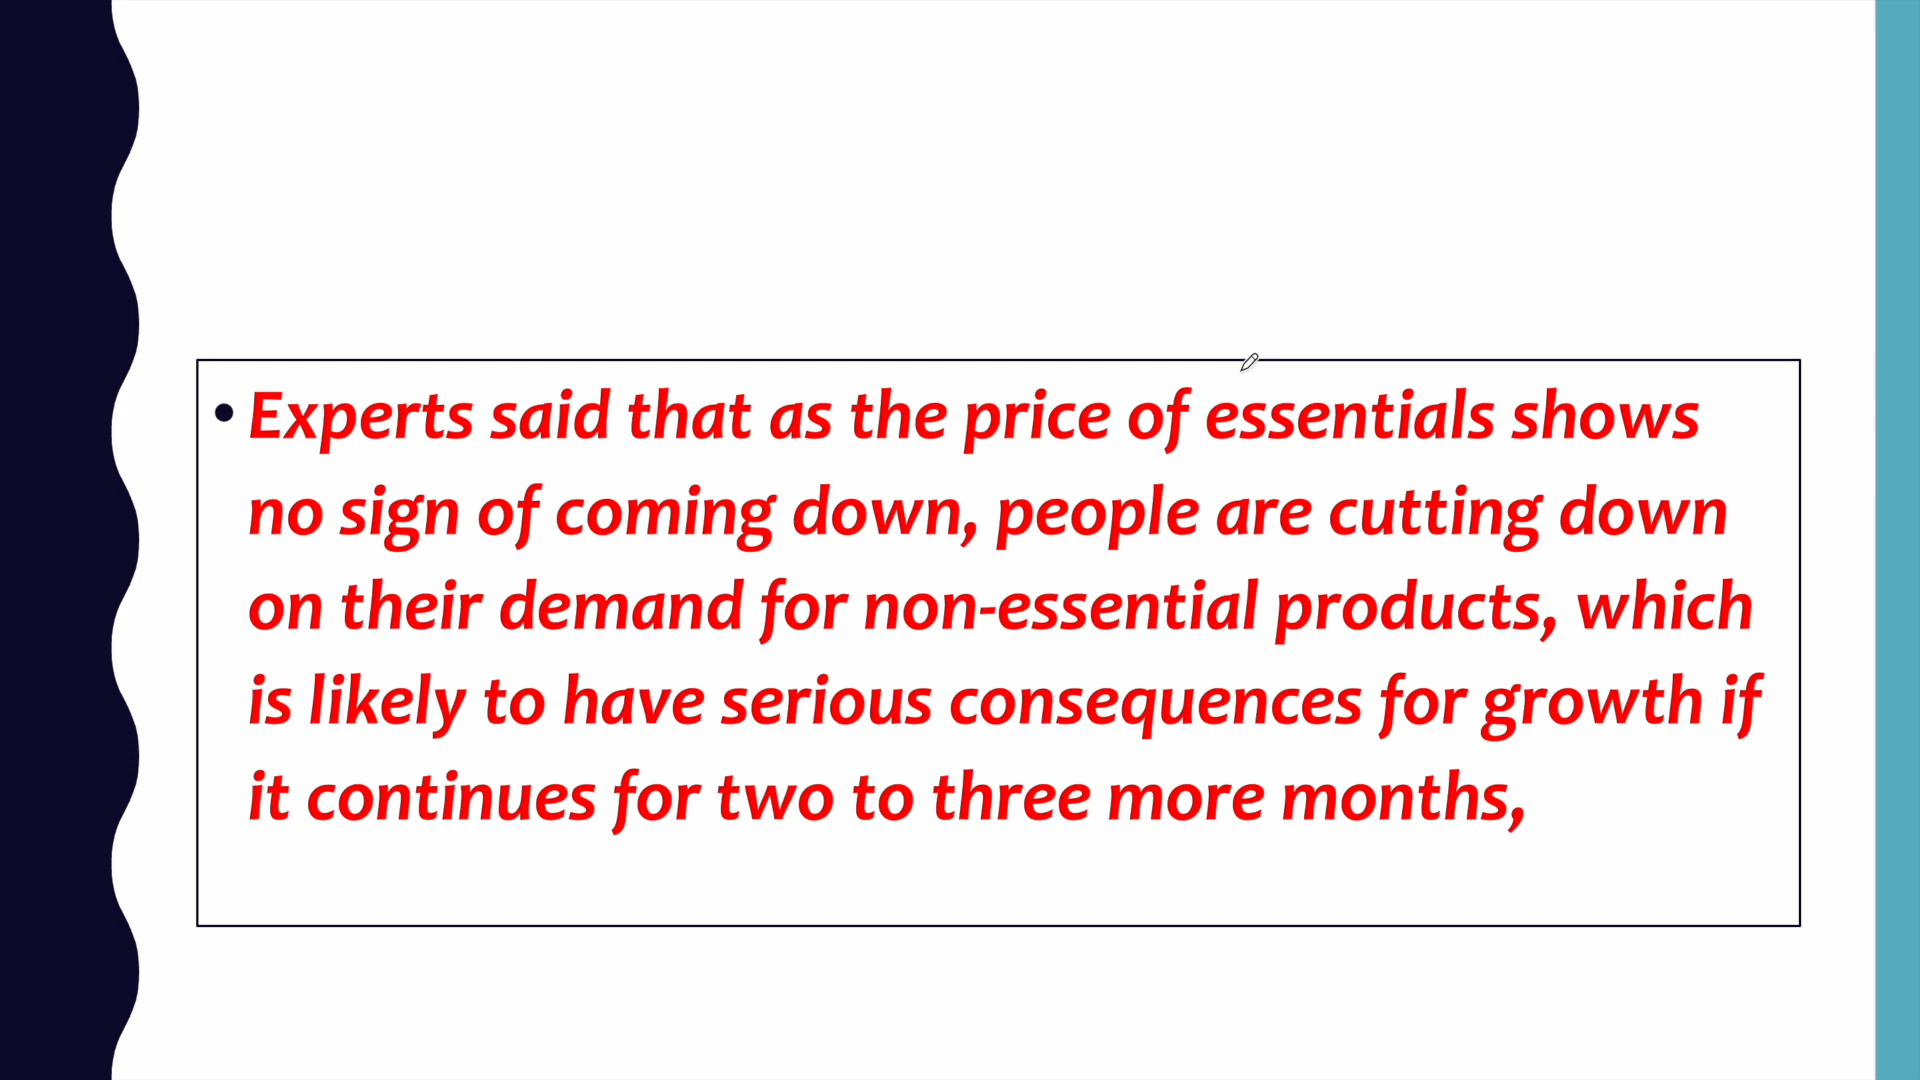 • Experts said that as the price of essentials shows
no sign of coming down, people are cutting down
on their demand for non-essential products, which
is likely to have serious consequences for growth if
it continues for two to three more months,